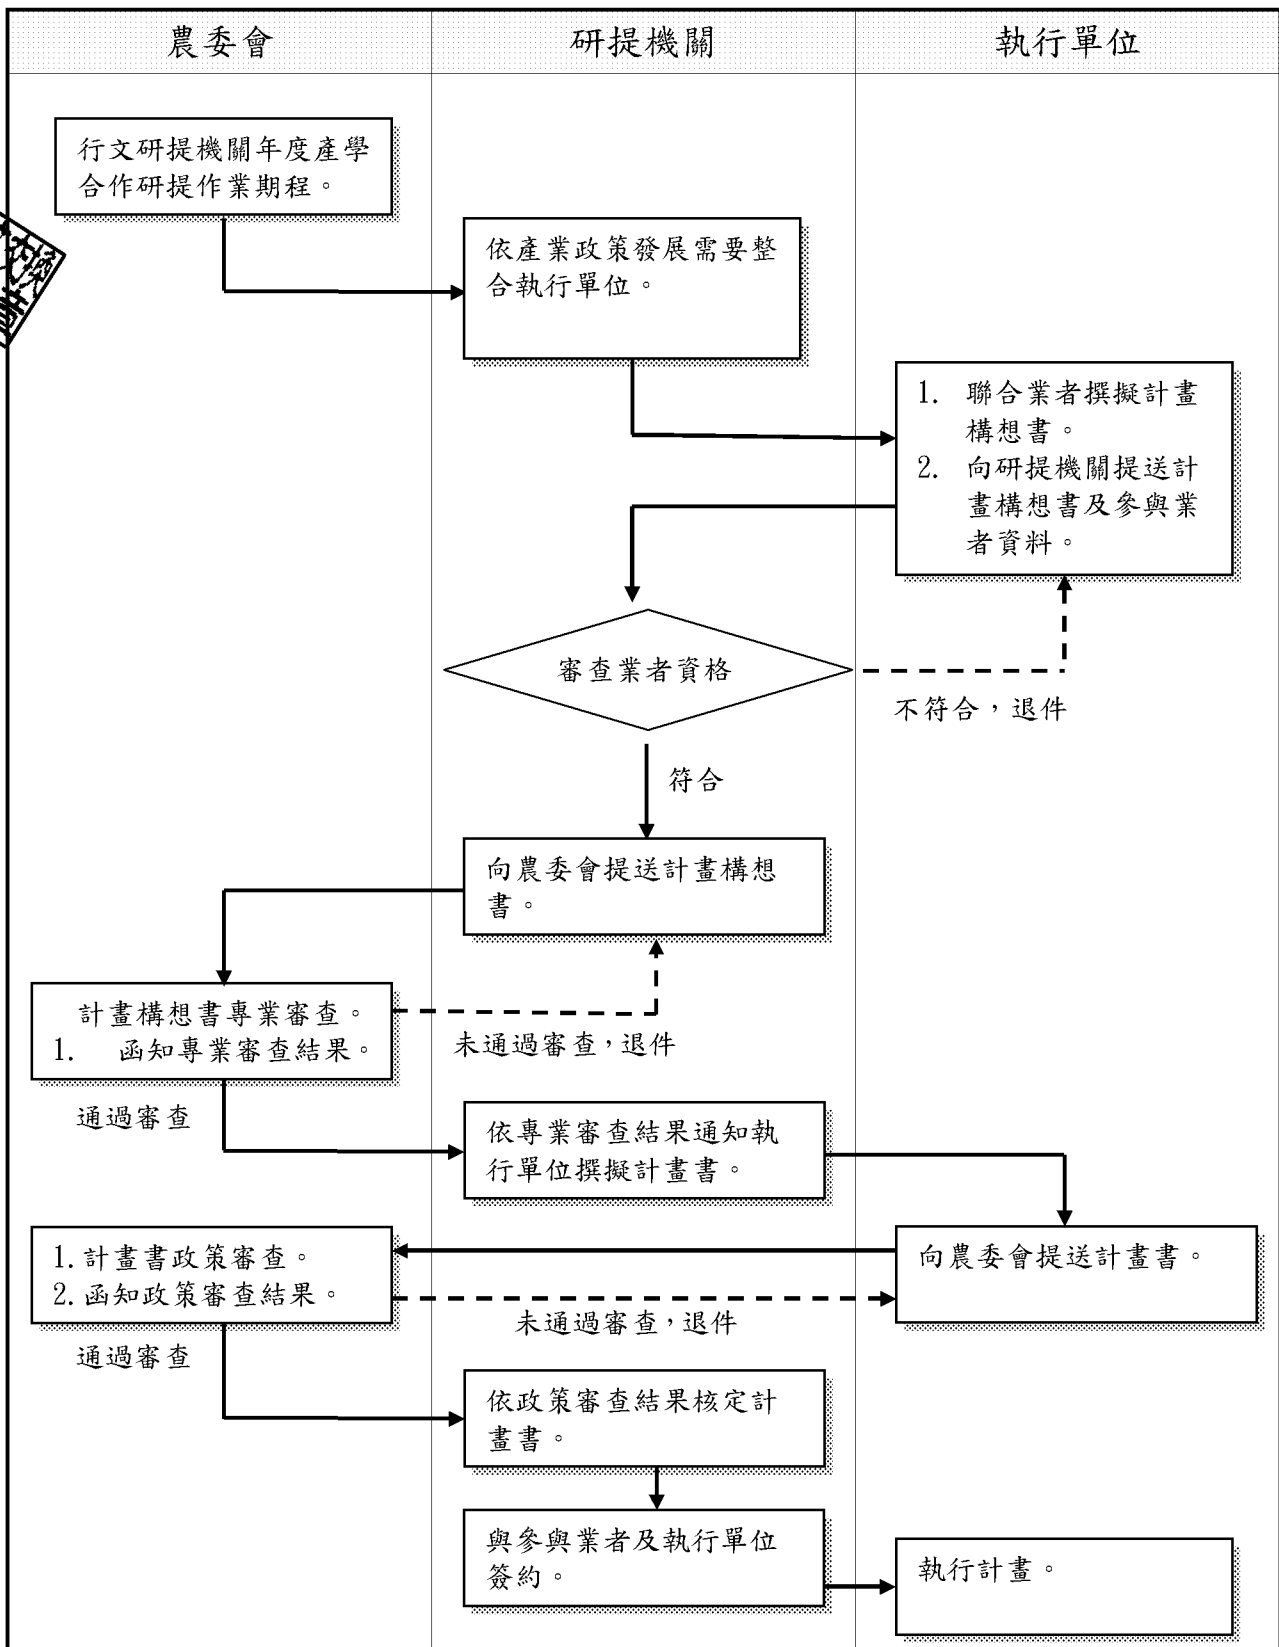 農委會
研提機關
執行單位
行文研提機關年度產學
合作研提作業期程。
依產業政策發展需要整
合執行單位。
1. 聯合業者撰擬計畫
構想書。
2. 向研提機關提送計
畫構想書及參與業
者資料。
審查業者資格
不符合，退件
符合
向農委會提送計畫構想
書。
計畫構想書專業審查。
1. 函知專業審查結果。
未通過審查，退件
通過審查
依專業審查結果通知執
行單位撰擬計畫書。
1.計畫書政策審查。
2.函知政策審查結果。
向農委會提送計畫書。
未通過審查，退件
通過審查
依政策審查結果核定計
畫書。
與參與業者及執行單位
簽約。
執行計畫。